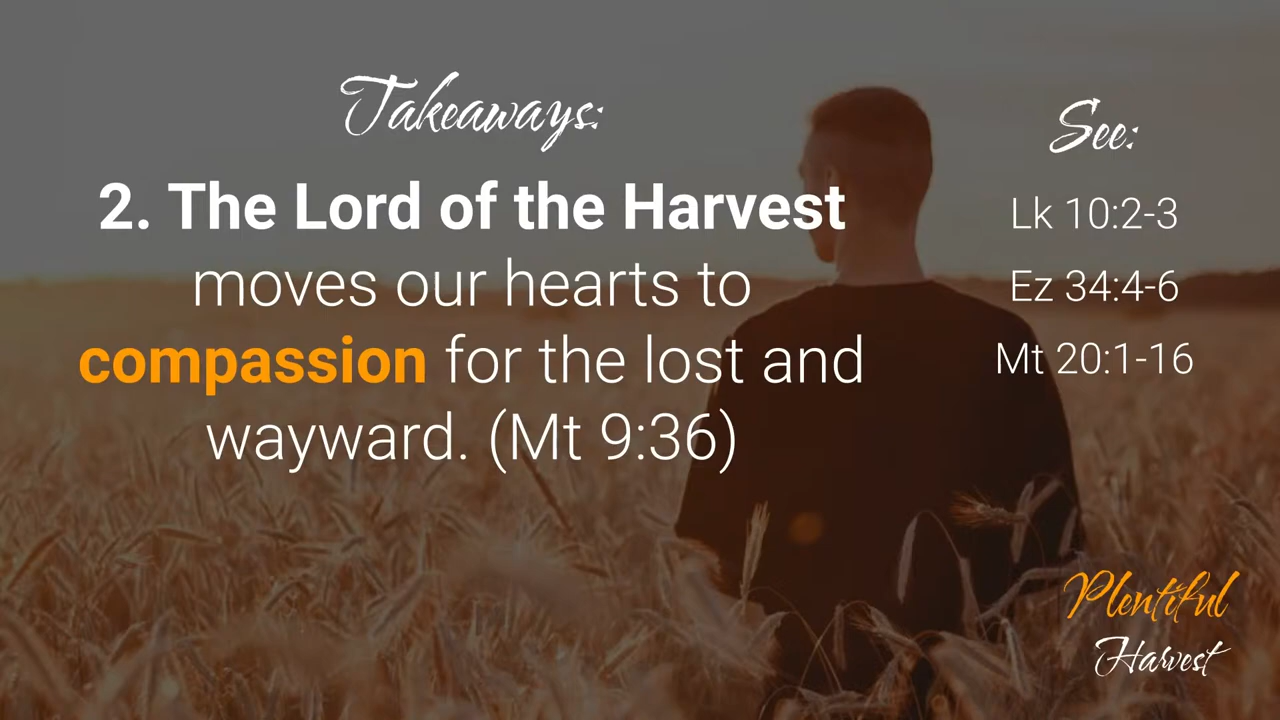 Takeaways:
2. The Lord of the Harvest
moves our hearts to
compassion for the lost and
wayward. (Mt 9:36)
See:
Lk 10:2-3
Ez 34:4-6
Mt 20:1-16
Plentiful
Harvest